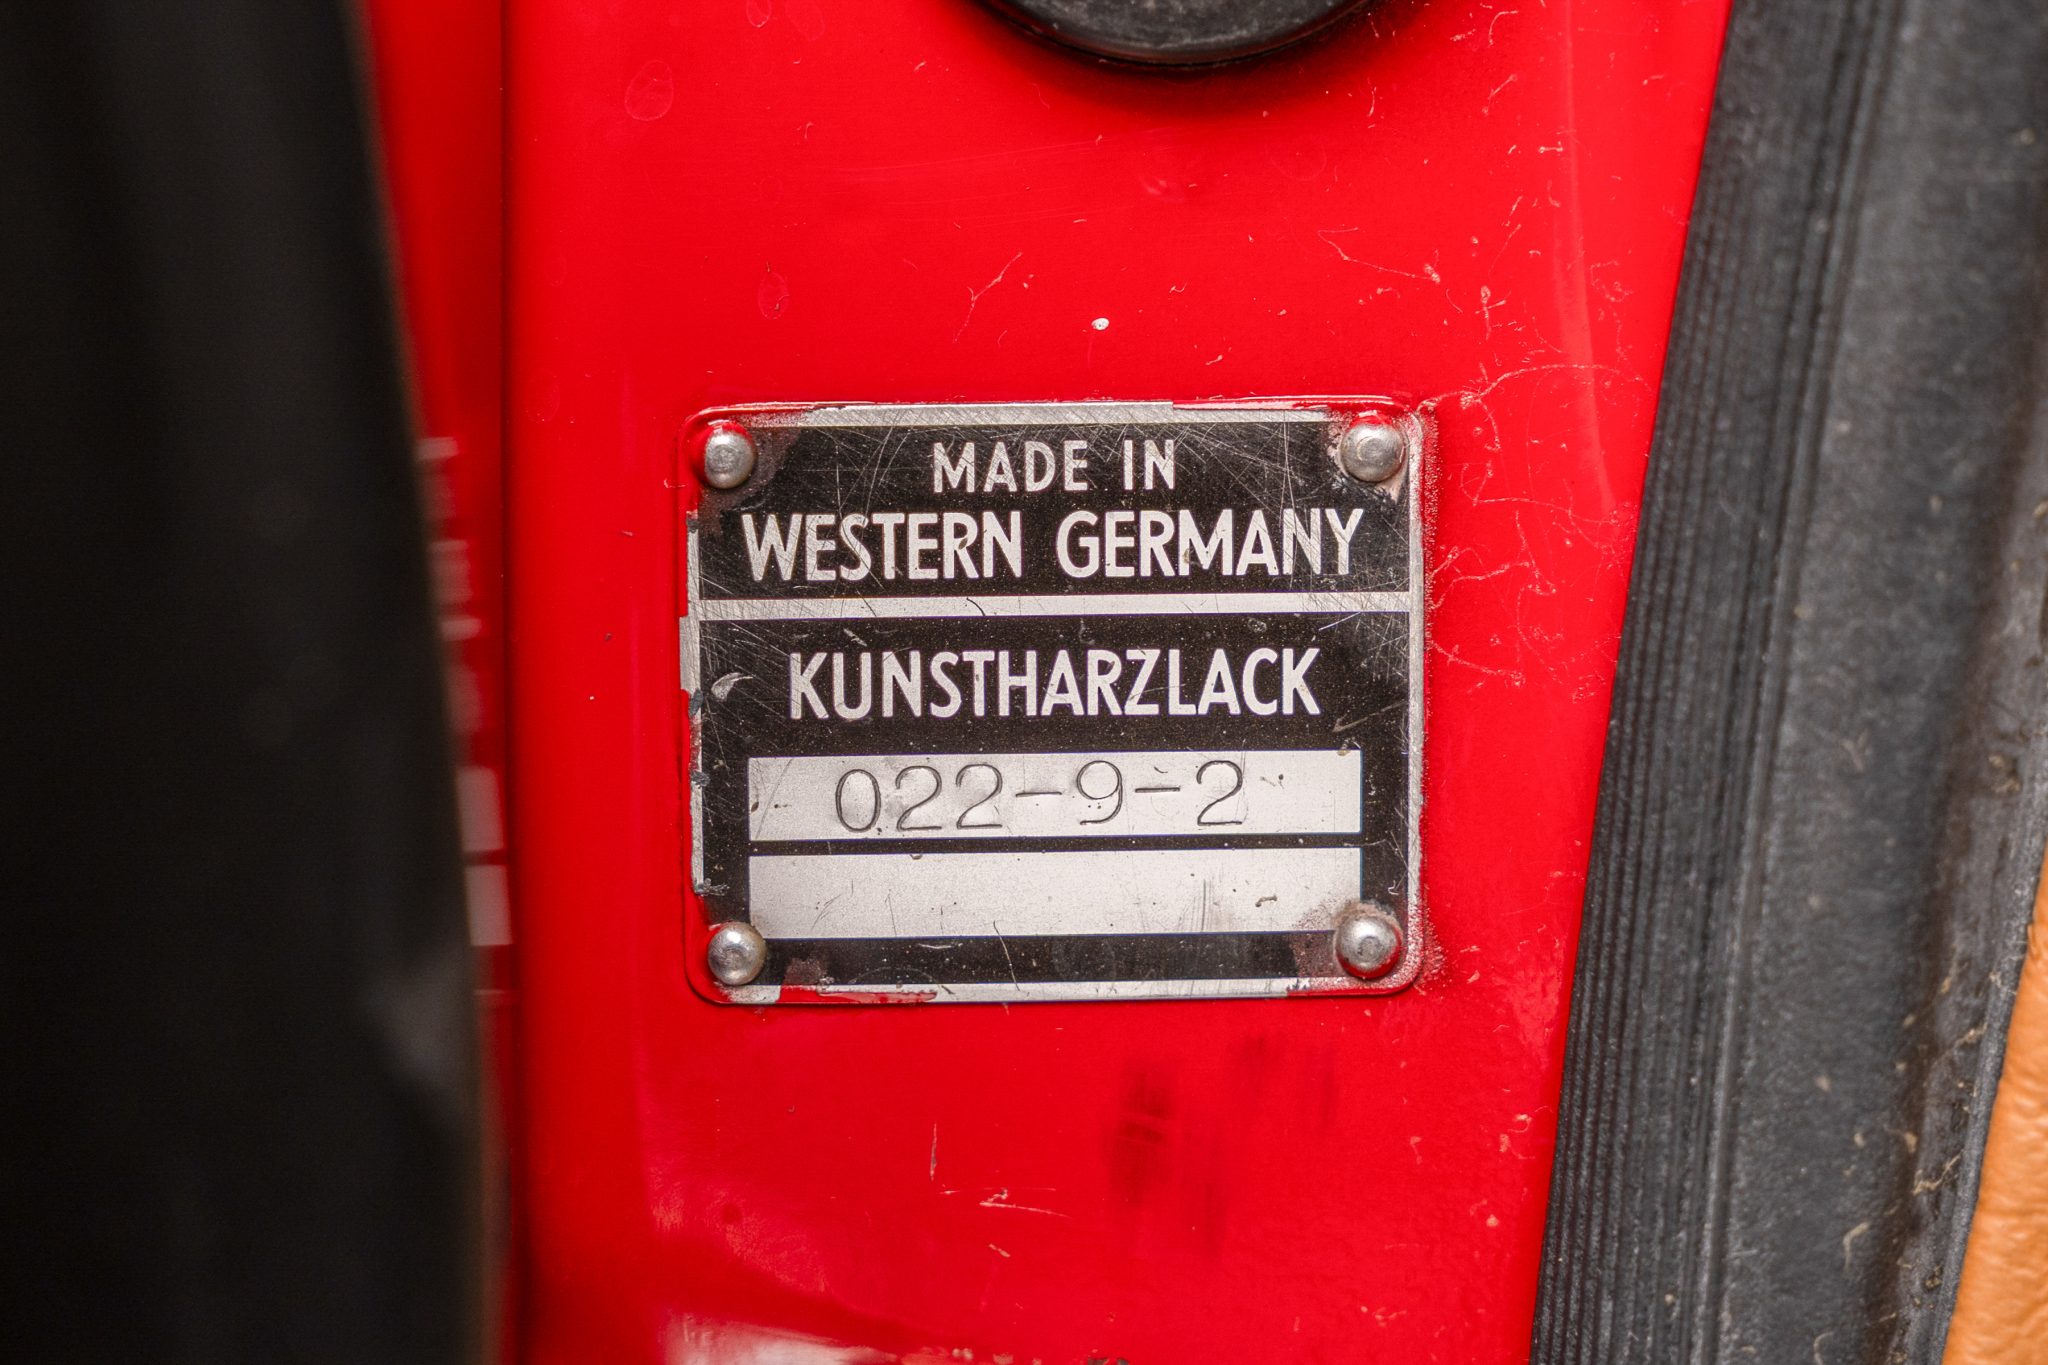 MADE IN
WESTERN GERMANY
KUNSTHARZLACK
022-9-2